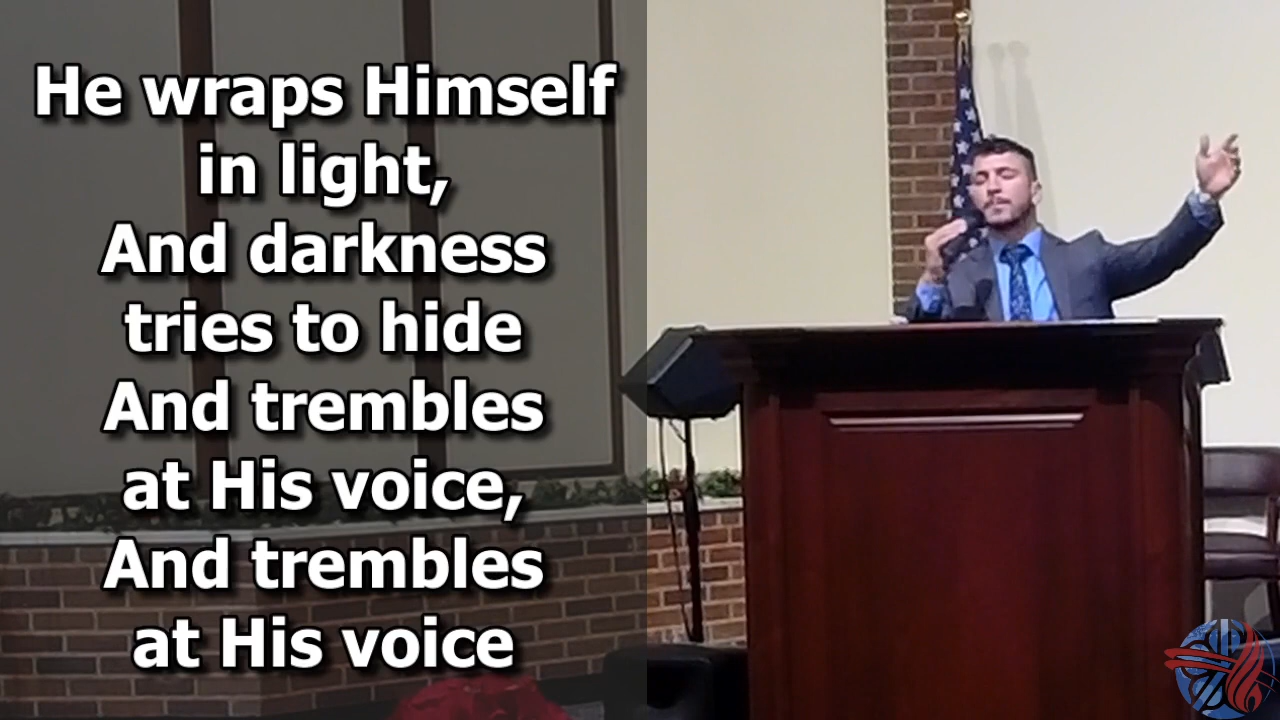 He wraps Himself
in light,
And darkness
tries to hide
And trembles
at His voice,
And trembles
at His voice